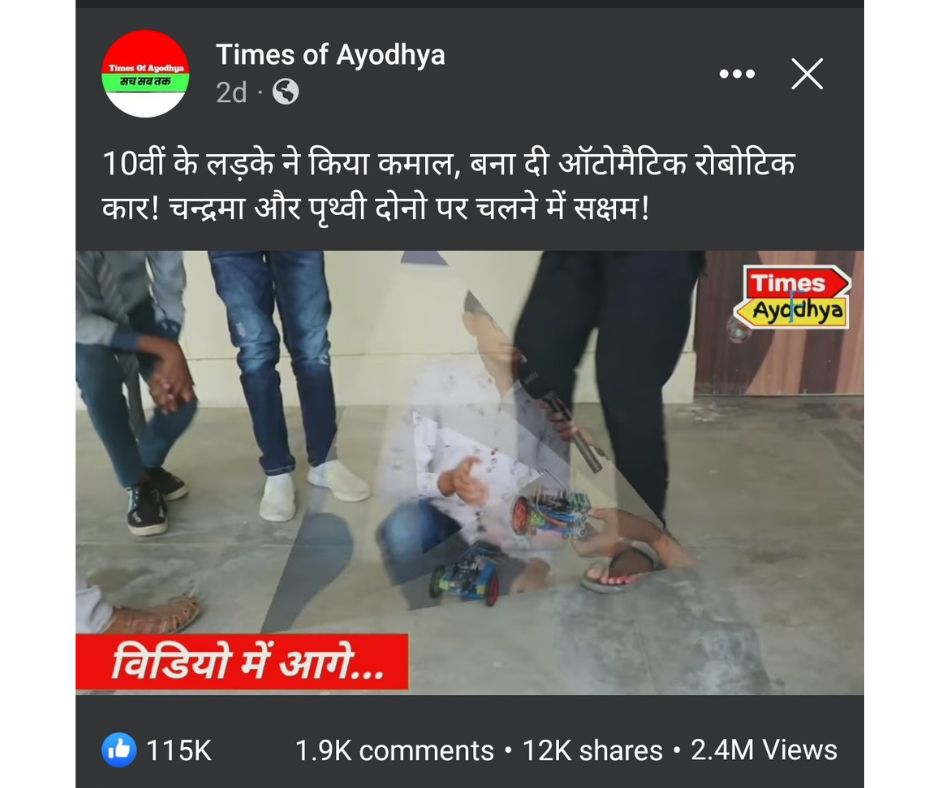 Times Of Ayodhya
सच सब तक
Times of Ayodhya
2d ·
10वीं के लड़के ने किया कमाल, बना दी ऑटोमैटिक रोबोटिक
कार! चन्द्रमा और पृथ्वी दोनो पर चलने में सक्षम!
Times
Ayodhya
विडियो में आगे...
115K
1.9K comments • 12K shares • 2.4M Views